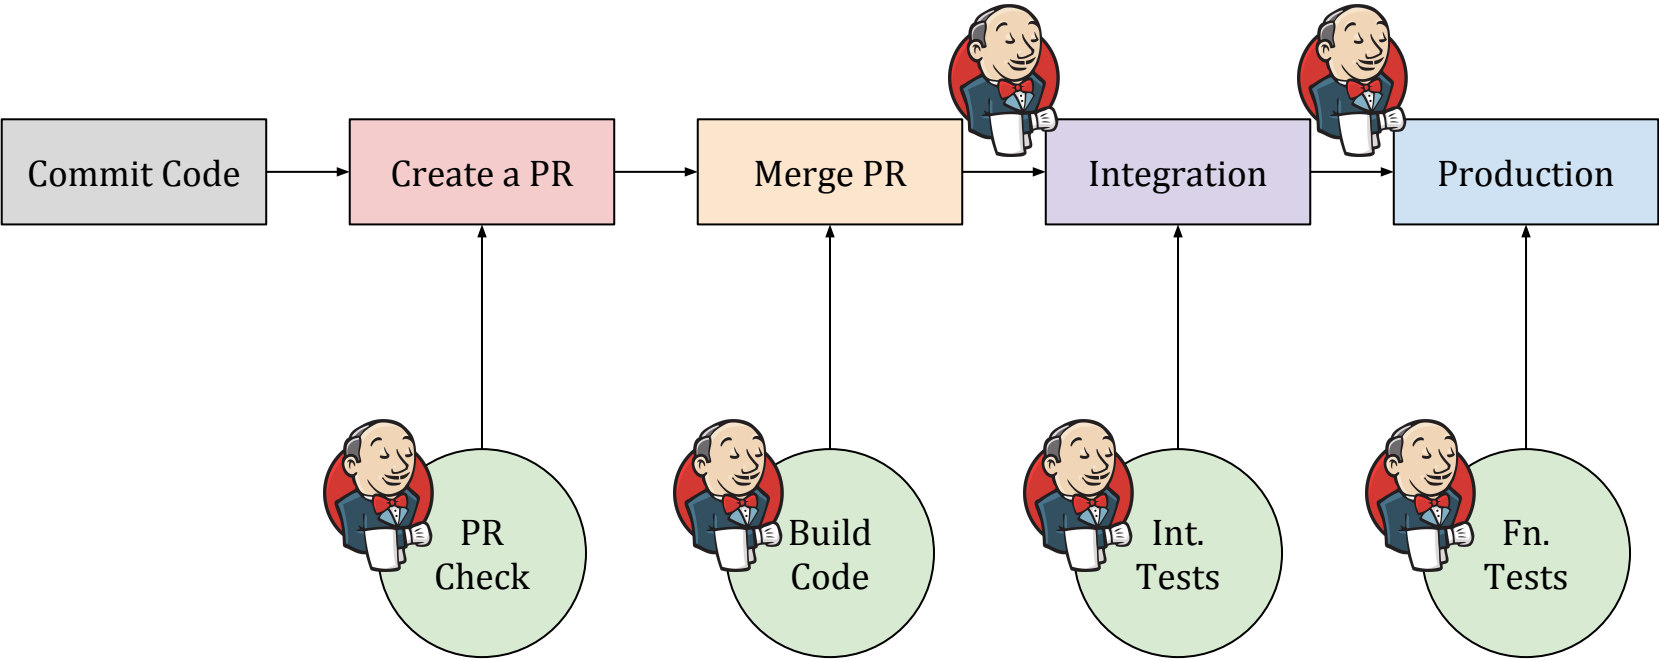 Commit Code
Create a PR
Merge PR
Integration
Production
PR
Check
Build
Code
Int.
Tests
Fn.
Tests